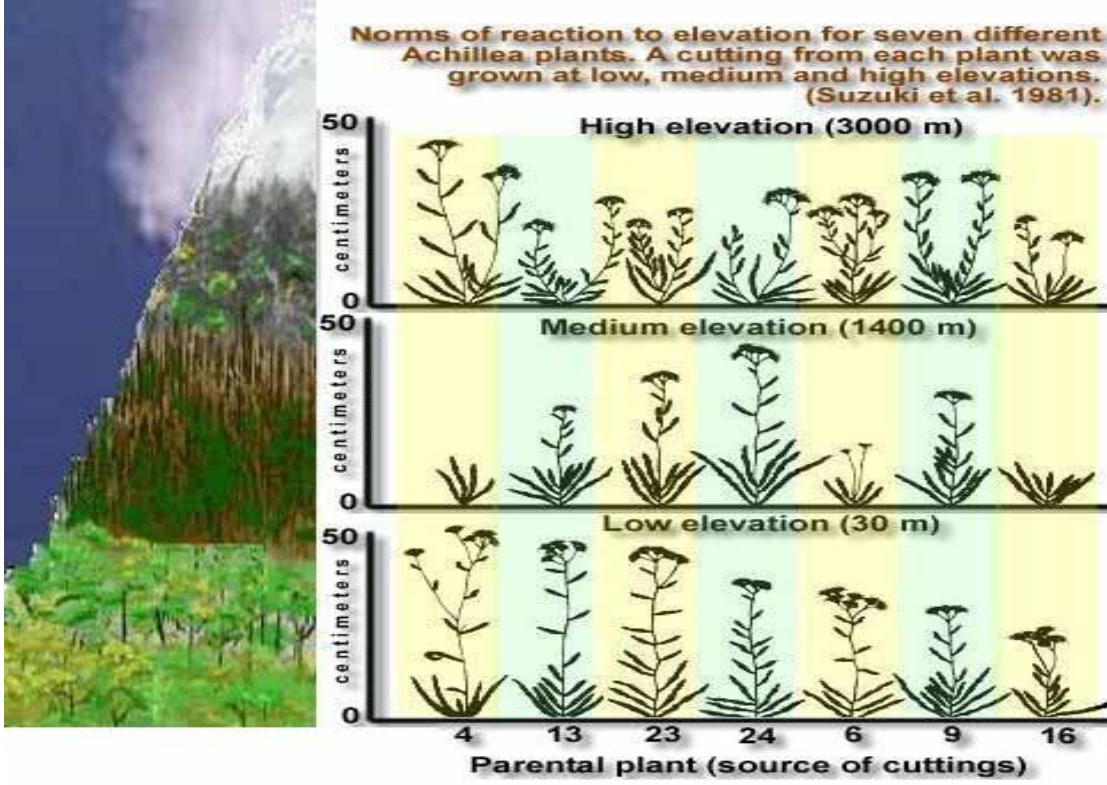 Norms of reaction to elevation for seven different
Achillea plants. A cutting from each plant was
grown at low, medium and high elevations.
(Suzuki et al. 1981).
50
High elevation (3000 m)
centimeters
0
50
Medium elevation (1400 m)
centimeters
0
Low elevation (30 m)
50
centimeters
0
4 13 23 24 6 9 16
Parental plant (source of cuttings)